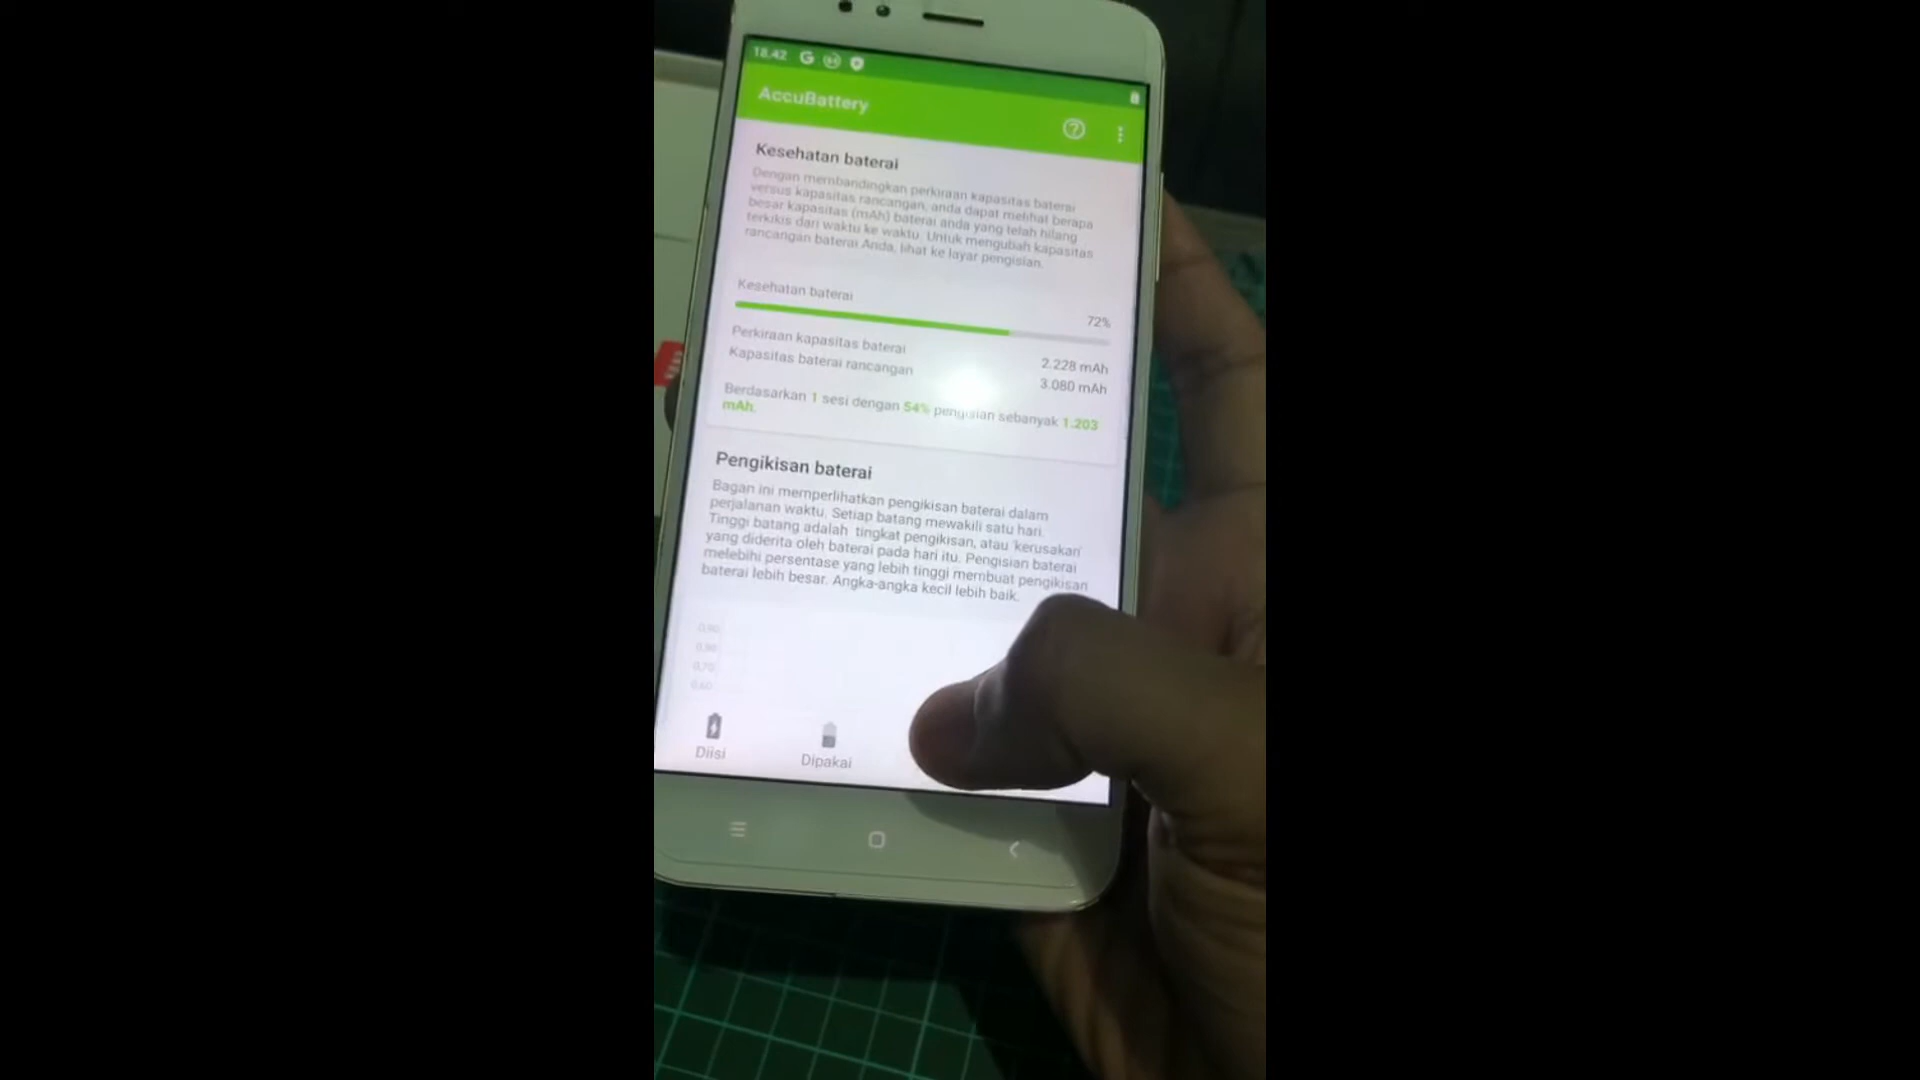 18.42
AccuBattery
Kesehatan baterai
Dengan membandingkan perkiraan kapasitas baterai
versus kapasitas rancangan, anda dapat melihat berapa
besar kapasitas (mAh) baterai anda yang telah hilang
terkikis dari waktu ke waktu. Untuk mengubah kapasitas
rancangan baterai Anda, lihat ke layar pengisian.
Kesehatan baterai
72%
Perkiraan kapasitas baterai 2.228 mAh
Kapasitas baterai rancangan 3.080 mAh
Berdasarkan 1 sesi dengan 54% pengisian sebanyak 1.203
mAh.
Pengikisan baterai
Bagan ini memperlihatkan pengikisan baterai dalam
perjalanan waktu. Setiap batang mewakili satu hari.
Tinggi batang adalah tingkat pengikisan, atau 'kerusakan'
yang diderita oleh baterai pada hari itu. Pengisian baterai
melebihi persentase yang lebih tinggi membuat pengikisan
baterai lebih besar. Angka-angka kecil lebih baik.
0,70
0,60
Diisi
Dipakai